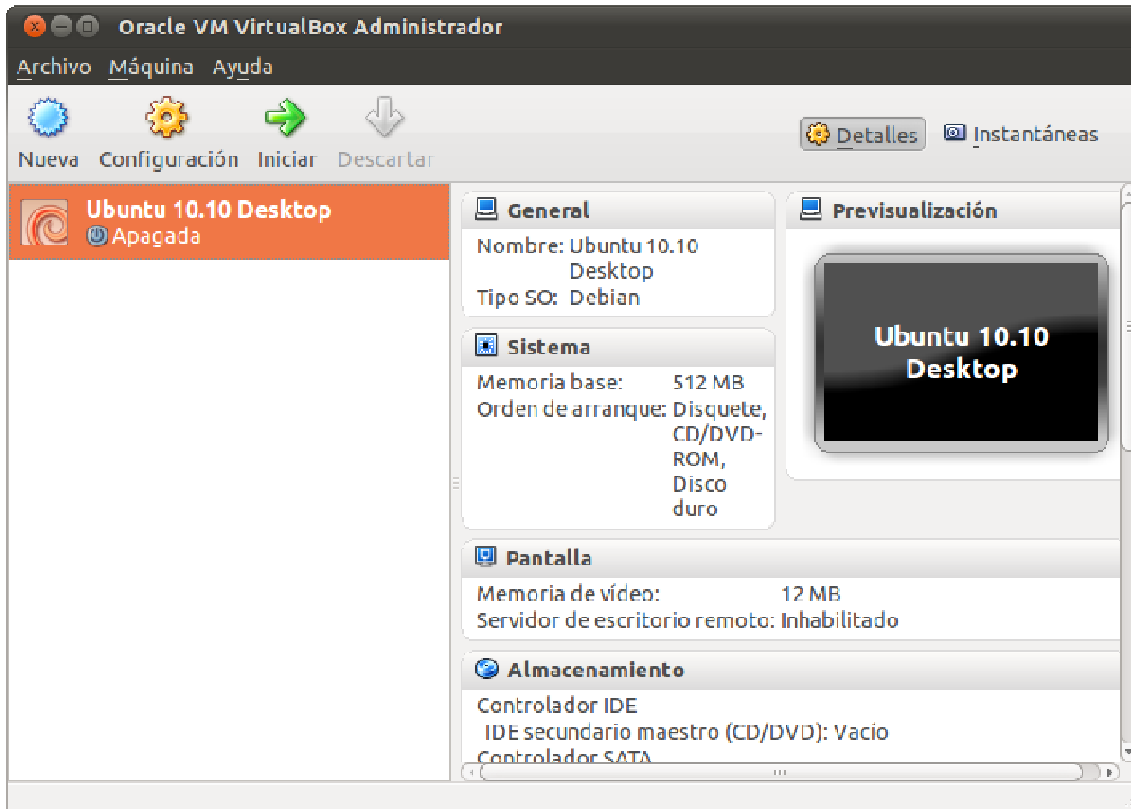 Oracle VM VirtualBox Administrador
Archivo Máquina Ayuda
Nueva Configuración Iniciar Descartar
Detalles Instantáneas
Ubuntu 10.10 Desktop
Apagada
General
Nombre: Ubuntu 10.10
Desktop
Tipo SO: Debian
Previsualización
Ubuntu 10.10
Desktop
Sistema
Memoria base: 512 MB
Orden de arranque: Disquete,
CD/DVD-
ROM,
Disco
duro
Pantalla
Memoria de vídeo: 12 MB
Servidor de escritorio remoto: Inhabilitado
Almacenamiento
Controlador IDE
IDE secundario maestro (CD/DVD): Vacío
Controlador SATA